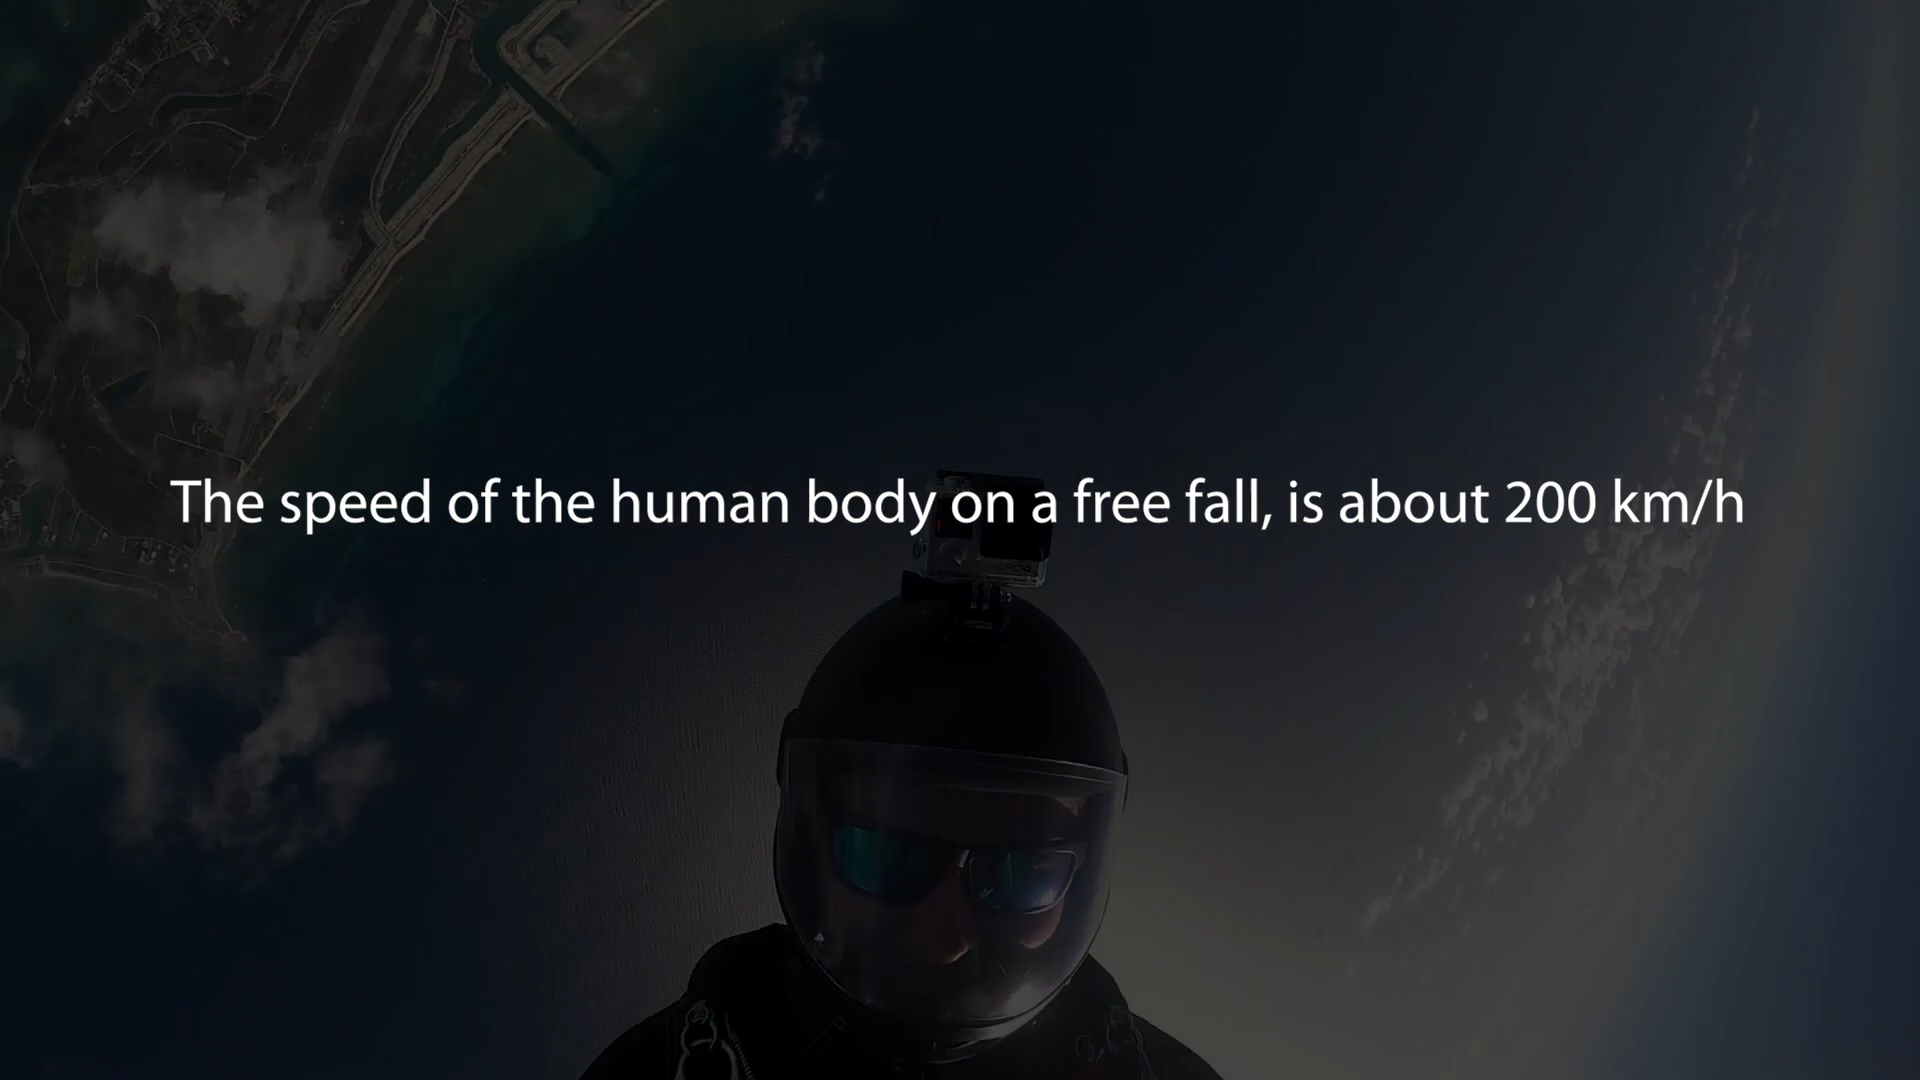 The speed of the human body on a free fall, is about 200 km/h